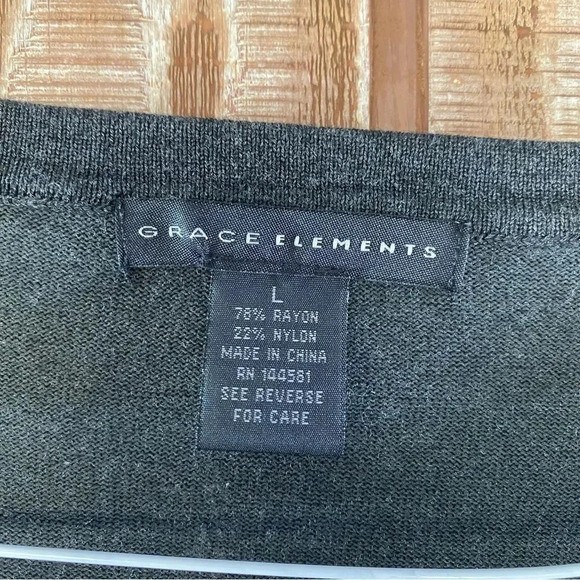 GRACE ELEMENTS
L
78% RAYON
22% NYLON
MADE IN CHINA
RN 144581
SEE REVERSE
FOR CARE